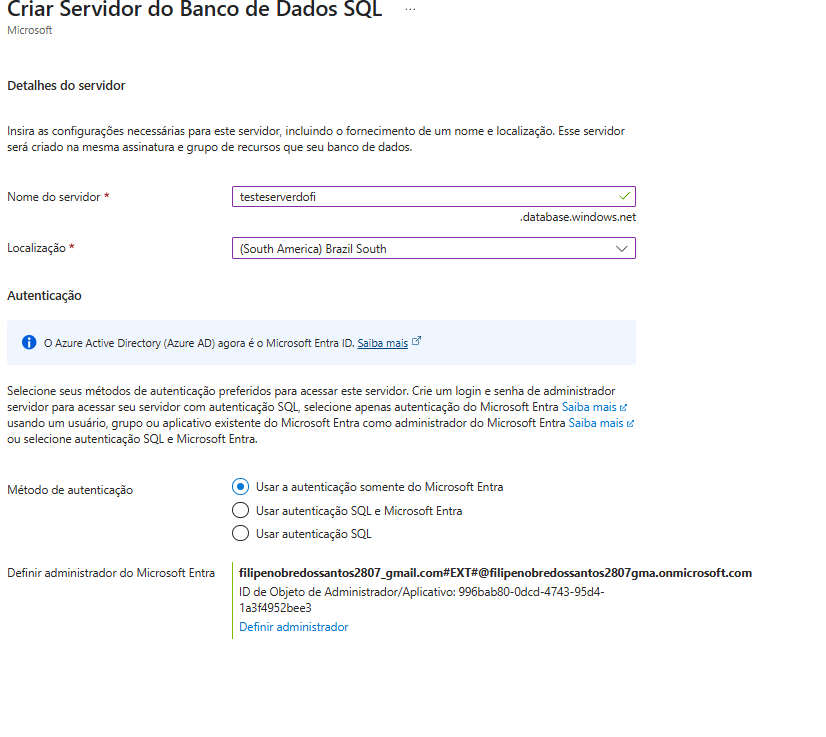 Criar Servidor do Banco de Dados SQL ...
Microsoft
Detalhes do servidor
Insira as configurações necessárias para este servidor, incluindo o fornecimento de um nome e localização. Esse servidor
será criado na mesma assinatura e grupo de recursos que seu banco de dados.
Nome do servidor * testeserverdofi
.database.windows.net
Localização * (South America) Brazil South
Autenticação
O Azure Active Directory (Azure AD) agora é o Microsoft Entra ID. Saiba mais
Selecione seus métodos de autenticação preferidos para acessar este servidor. Crie um login e senha de administrador
servidor para acessar seu servidor com autenticação SQL, selecione apenas autenticação do Microsoft Entra Saiba mais
usando um usuário, grupo ou aplicativo existente do Microsoft Entra como administrador do Microsoft Entra Saiba mais
ou selecione autenticação SQL e Microsoft Entra.
Método de autenticação
Usar a autenticação somente do Microsoft Entra
Usar autenticação SQL e Microsoft Entra
Usar autenticação SQL
Definir administrador do Microsoft Entra
filipenobredossantos2807_gmail.com#EXT#@filipenobredossantos2807gma.onmicrosoft.com
ID de Objeto de Administrador/Aplicativo: 996bab80-0dcd-4743-95d4-
1a3f4952bee3
Definir administrador